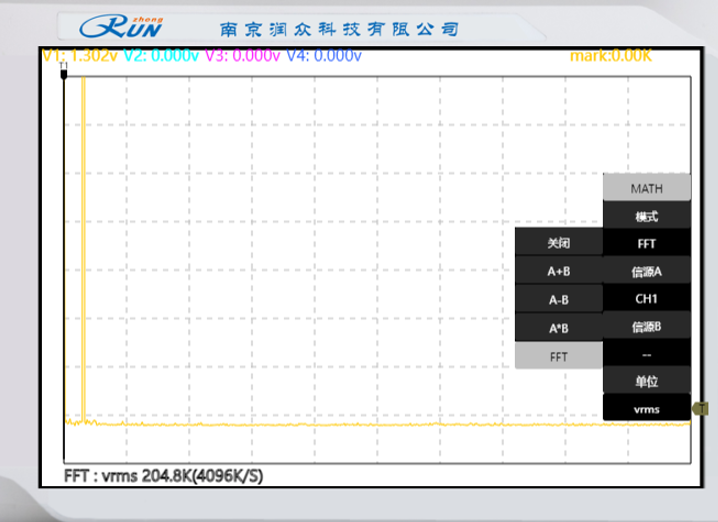 zhong
RUN 南京润众科技有限公司
V1: 1.302v V2: 0.000v V3: 0.000v V4: 0.000v mark:0.00K
MATH
模式
关闭 FFT
A+B 信源A
A-B CH1
A*B 信源B
FFT --
单位
vrms
FFT : vrms 204.8K(4096K/S)